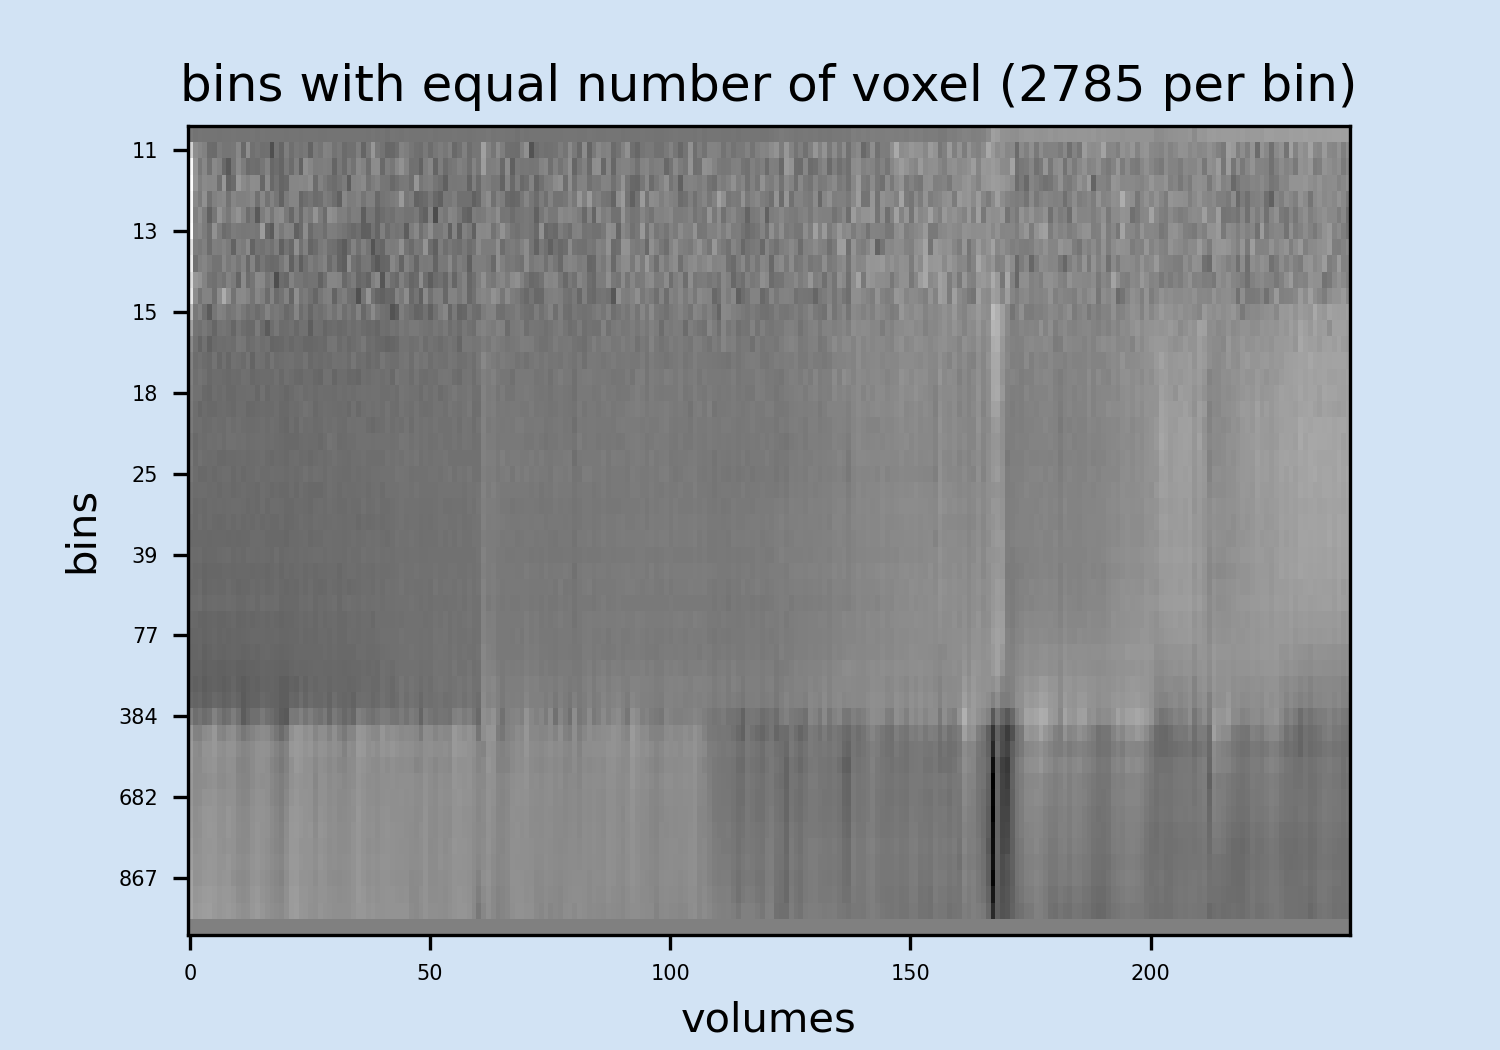 bins with equal number of voxel (2785 per bin)
11
13
15
18
25
39
77
384
682
867
bins
0 50 100 150 200
volumes